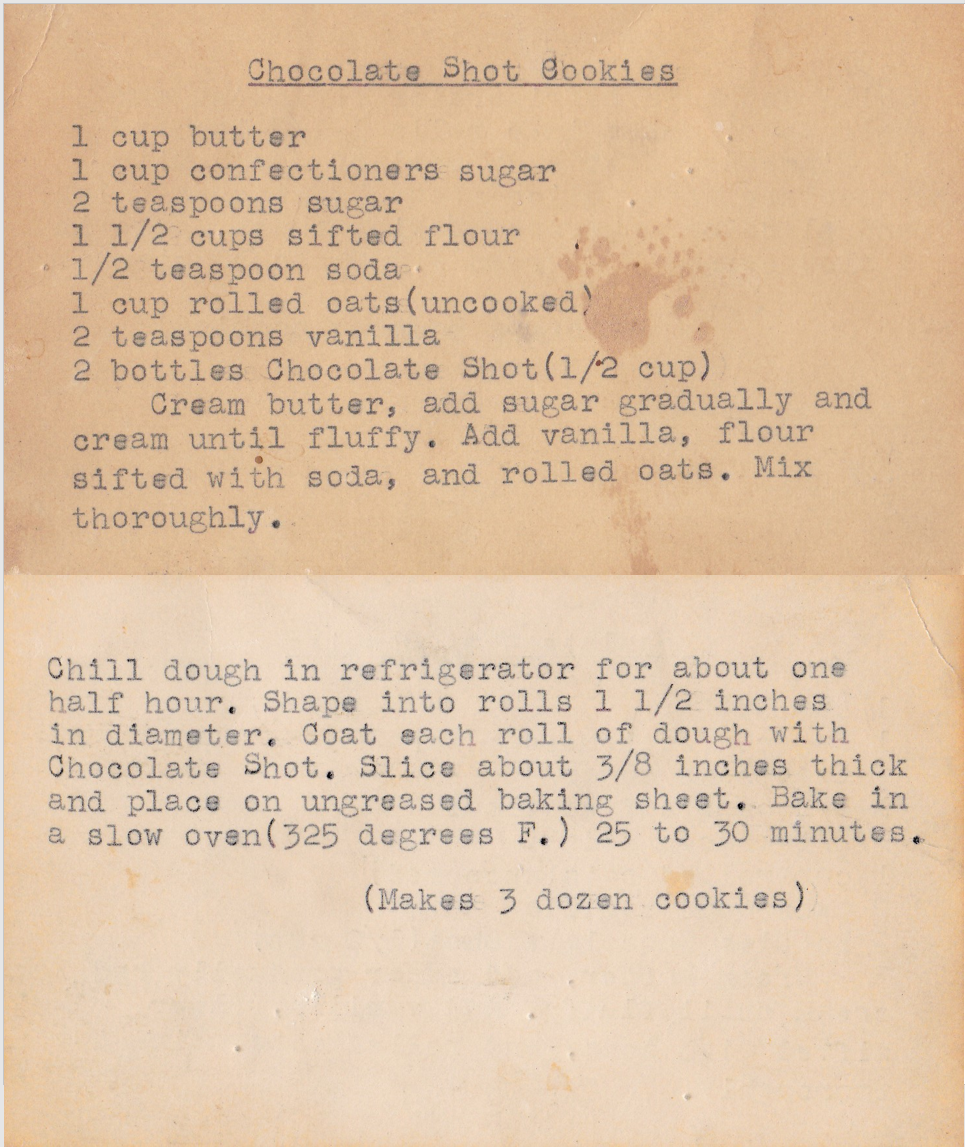 Chocolate Shot Cookies
1 cup butter
1 cup confectioners sugar
2 teaspoons sugar
1 1/2 cups sifted flour
1/2 teaspoon soda
1 cup rolled oats(uncooked)
2 teaspoons vanilla
2 bottles Chocolate Shot(1/2 cup)
Cream butter, add sugar gradually and
cream until fluffy. Add vanilla, flour
sifted with soda, and rolled oats. Mix
thoroughly.
Chill dough in refrigerator for about one
half hour. Shape into rolls 1 1/2 inches
in diameter. Coat each roll of dough with
Chocolate Shot. Slice about 3/8 inches thick
and place on ungreased baking sheet. Bake in
a slow oven(325 degrees F.) 25 to 30 minutes.
(Makes 3 dozen cookies)